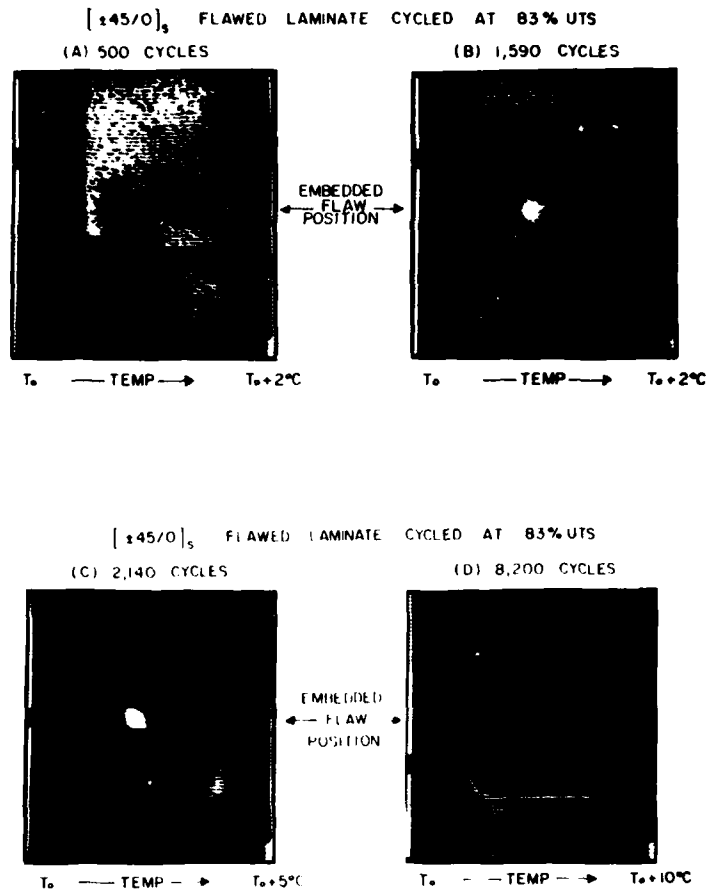 [±45/0]s FLAWED LAMINATE CYCLED AT 83% UTS
(A) 500 CYCLES
(B) 1,590 CYCLES
EMBEDDED
FLAW
POSITION
T₀ — TEMP → T₀+2°C
T₀ — TEMP → T₀+2°C
[±45/0]s FLAWED LAMINATE CYCLED AT 83% UTS
(C) 2,140 CYCLES
(D) 8,200 CYCLES
EMBEDDED
FLAW
POSITION
T₀ — TEMP → T₀+5°C
T₀ — TEMP → T₀+10°C